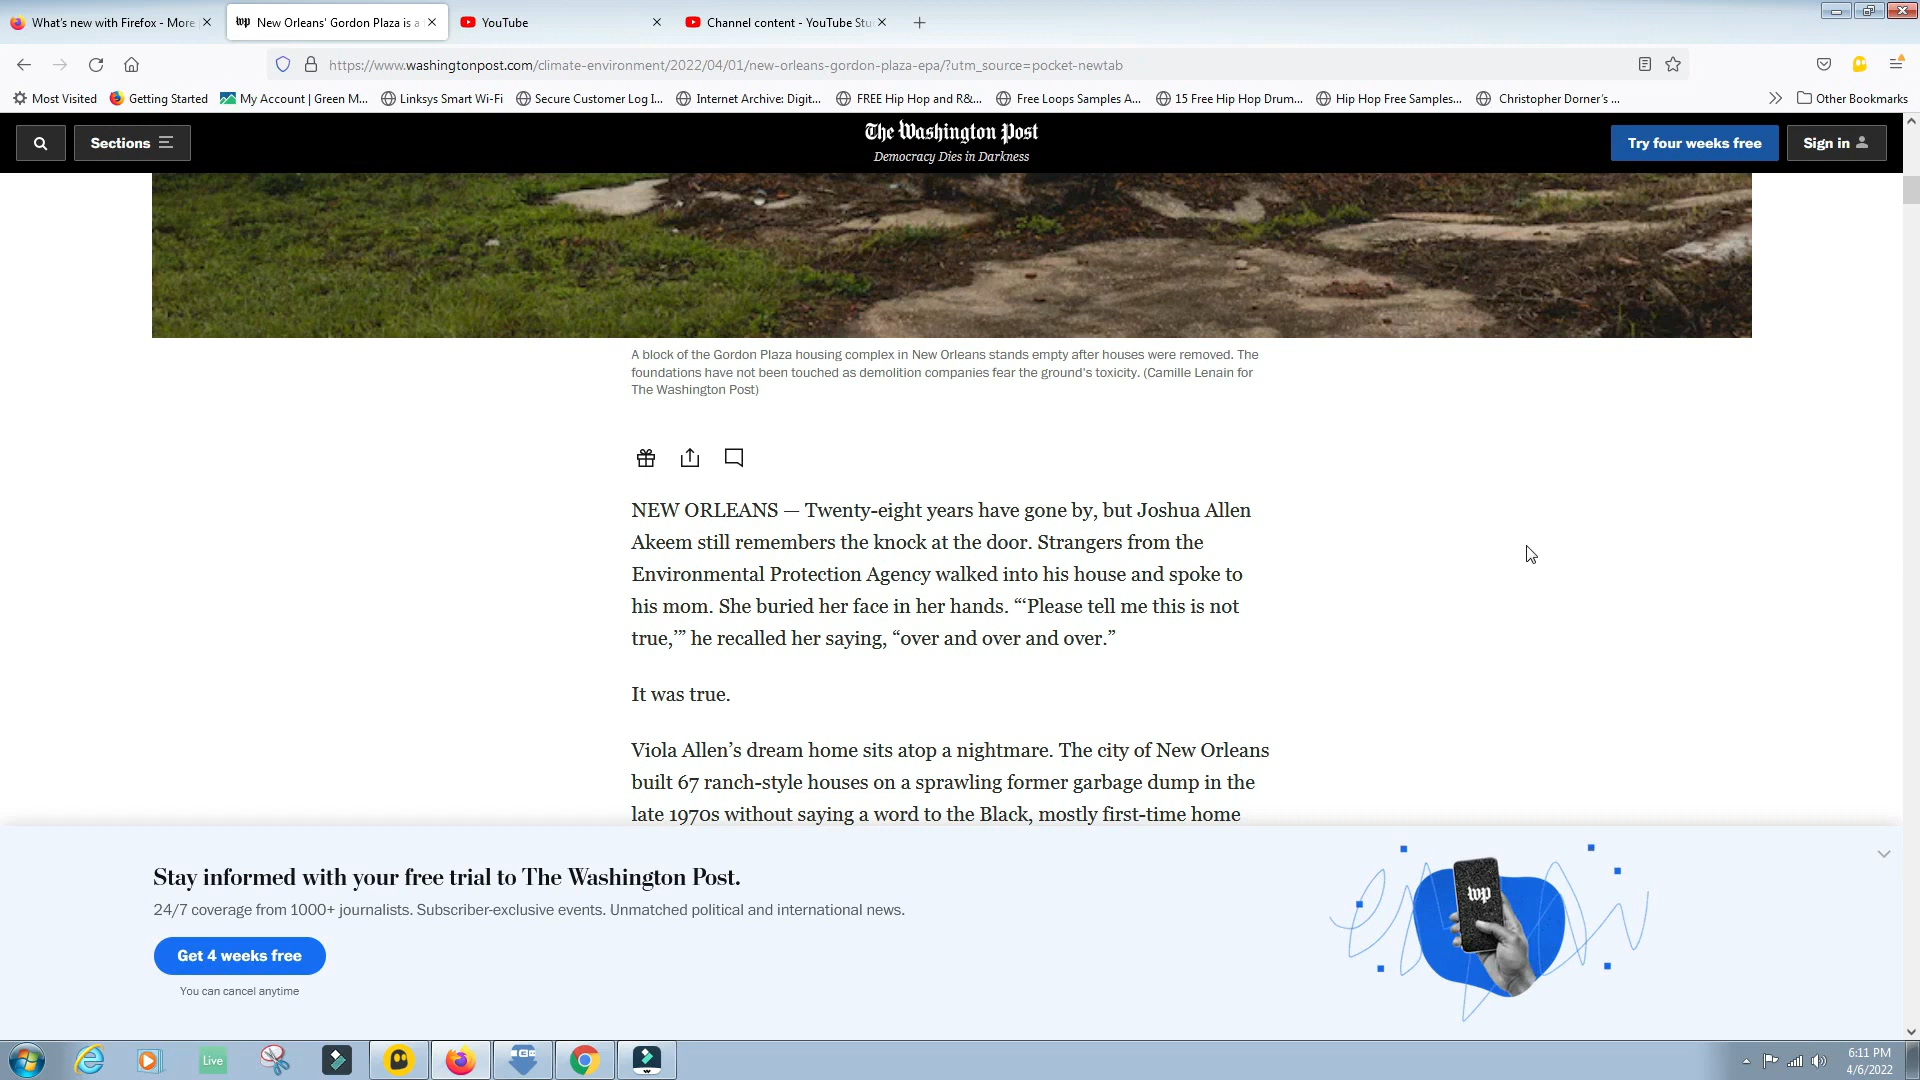 What's new with Firefox - More
New Orleans' Gordon Plaza is a
YouTube
Channel content - YouTube Stu
https://www.washingtonpost.com/climate-environment/2022/04/01/new-orleans-gordon-plaza-epa/?utm_source=pocket-newtab
Most Visited
Getting Started
My Account | Green M...
Linksys Smart Wi-Fi
Secure Customer Log I...
Internet Archive: Digit...
FREE Hip Hop and R&...
Free Loops Samples A...
15 Free Hip Hop Drum...
Hip Hop Free Samples...
Christopher Dorner's ...
Other Bookmarks
Sections
The Washington Post
Democracy Dies in Darkness
Try four weeks free
Sign in
A block of the Gordon Plaza housing complex in New Orleans stands empty after houses were removed. The
foundations have not been touched as demolition companies fear the ground's toxicity. (Camille Lenain for
The Washington Post)
NEW ORLEANS — Twenty-eight years have gone by, but Joshua Allen
Akeem still remembers the knock at the door. Strangers from the
Environmental Protection Agency walked into his house and spoke to
his mom. She buried her face in her hands. “‘Please tell me this is not
true,’” he recalled her saying, “over and over and over.”
It was true.
Viola Allen’s dream home sits atop a nightmare. The city of New Orleans
built 67 ranch-style houses on a sprawling former garbage dump in the
late 1970s without saying a word to the Black, mostly first-time home
Stay informed with your free trial to The Washington Post.
24/7 coverage from 1000+ journalists. Subscriber-exclusive events. Unmatched political and international news.
Get 4 weeks free
You can cancel anytime
wp
Live
6:11 PM
4/6/2022